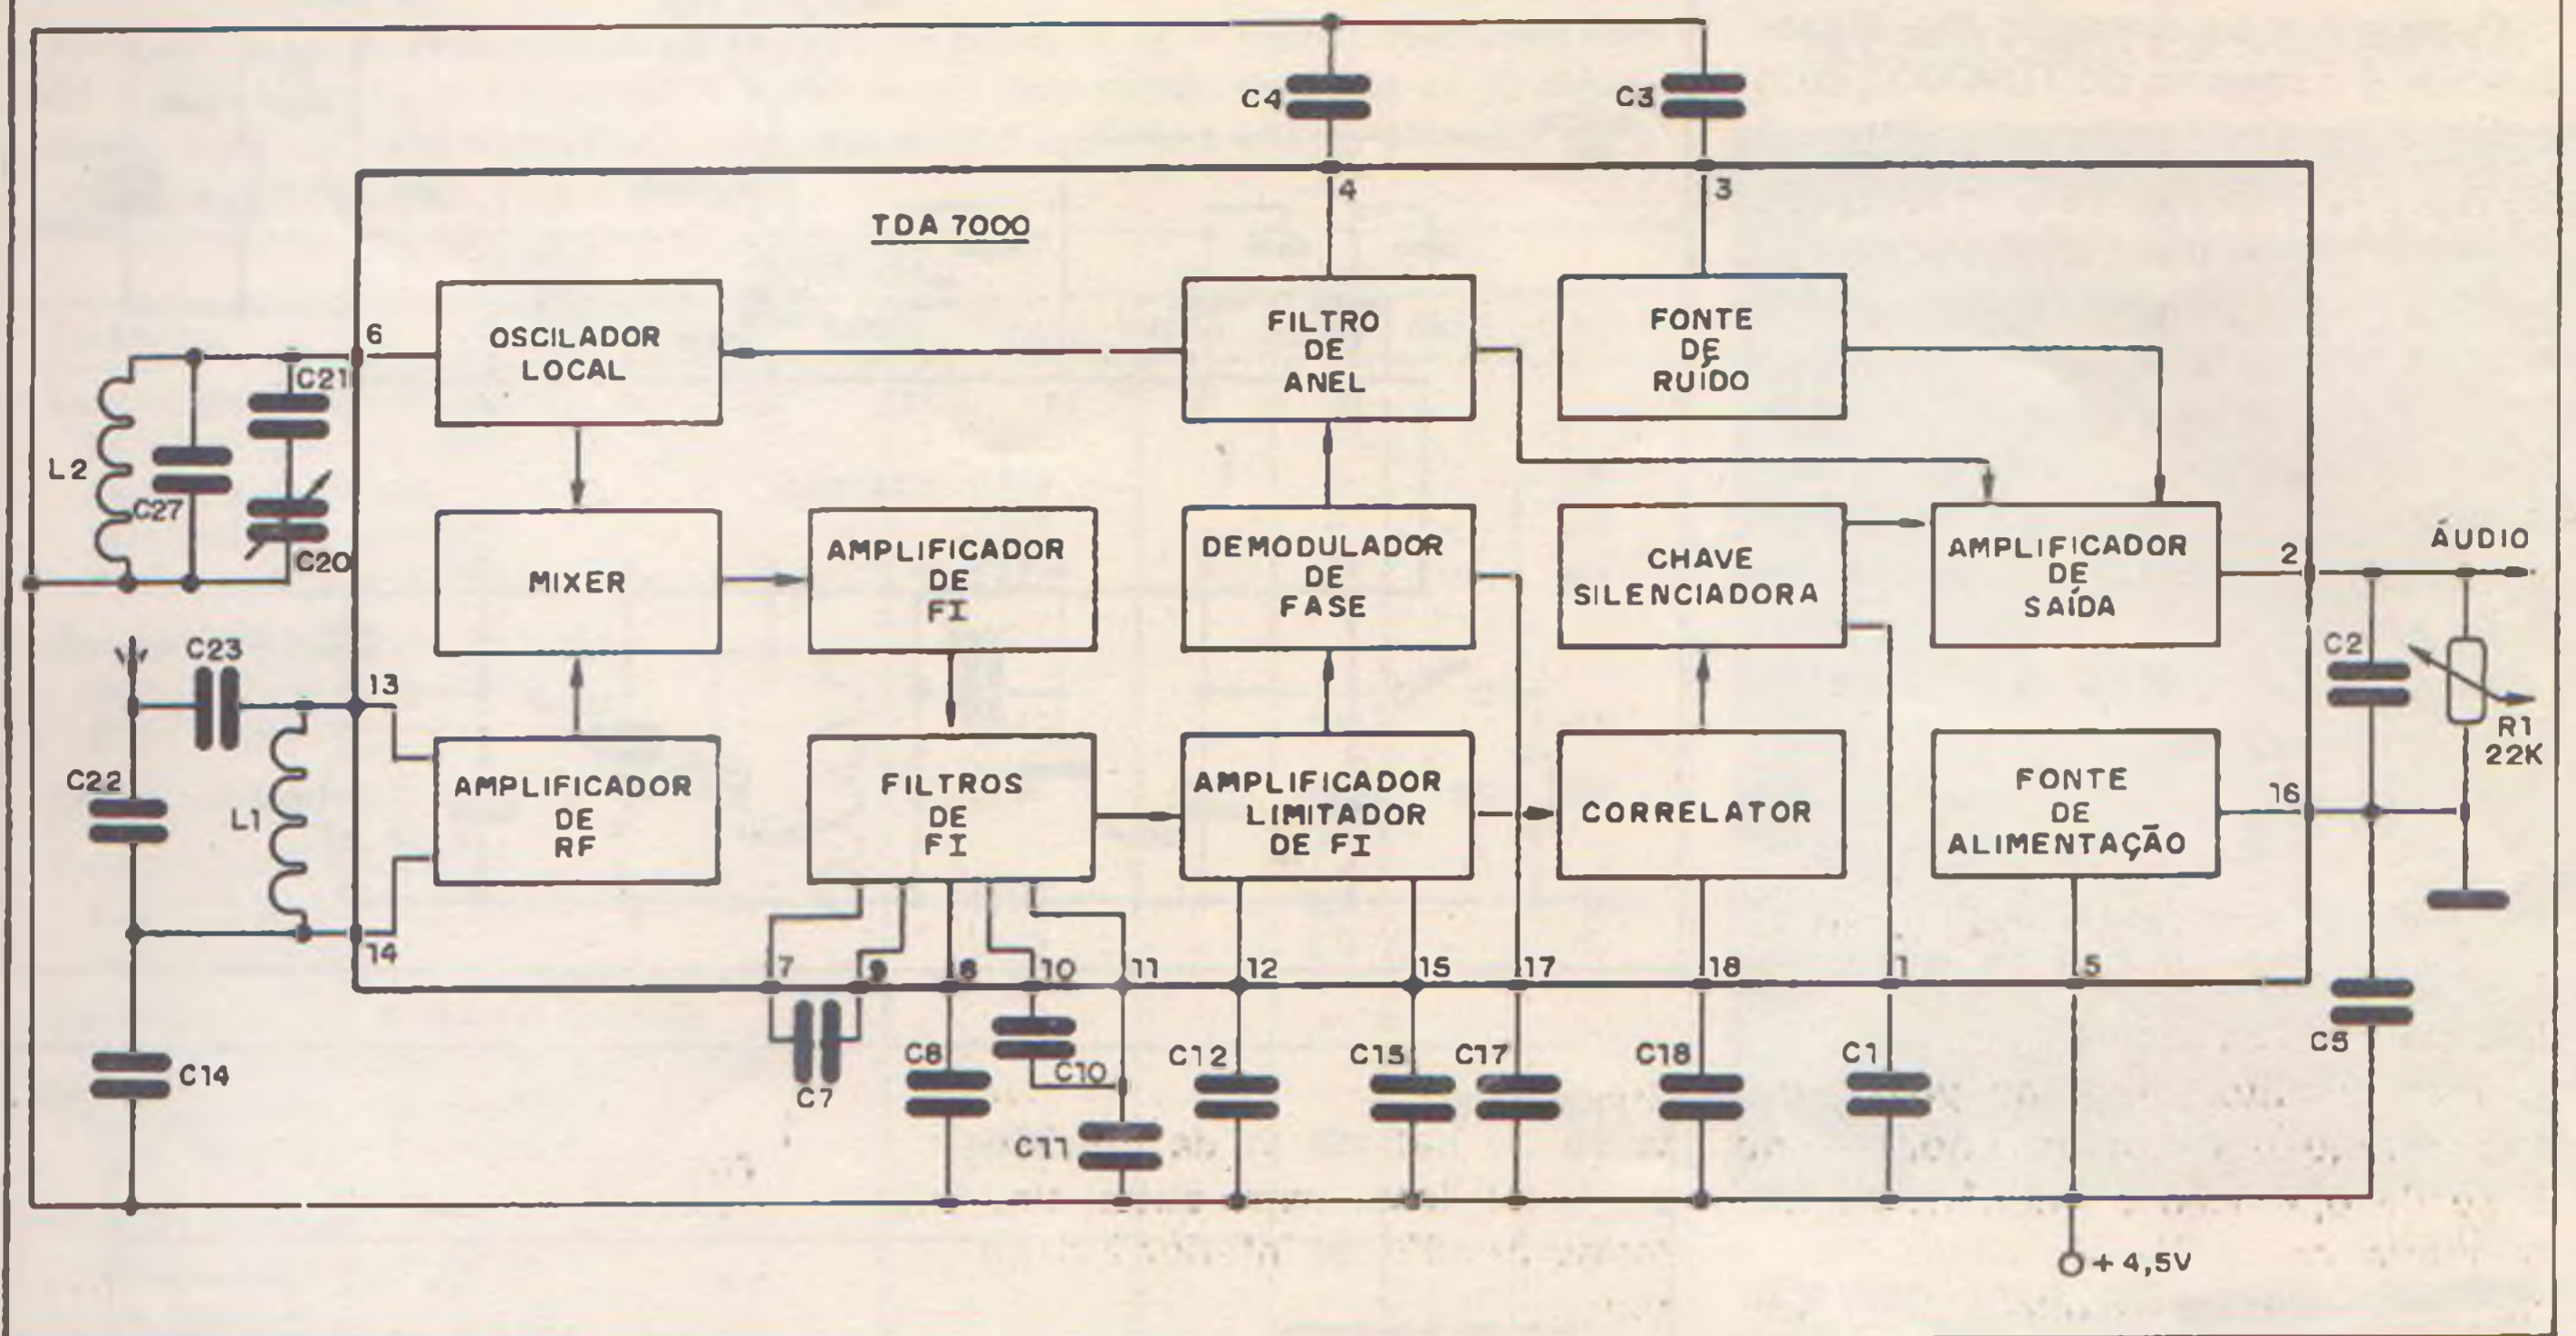 C4
C3
4
3
TDA 7000
6
OSCILADOR
LOCAL
FILTRO
DE
ANEL
FONTE
DE
RUÍDO
C21
L2
C27
C20
MIXER
AMPLIFICADOR
DE
FI
DEMODULADOR
DE
FASE
CHAVE
SILENCIADORA
AMPLIFICADOR
DE
SAÍDA
2
ÁUDIO
C23
13
C2
R1
22K
C22
L1
AMPLIFICADOR
DE
RF
FILTROS
DE
FI
AMPLIFICADOR
LIMITADOR
DE FI
CORRELATOR
FONTE
DE
ALIMENTAÇÃO
16
14
7
9
8
10
11
12
15
17
18
1
5
C14
C7
C8
C10
C11
C12
C15
C17
C18
C1
C5
+ 4,5V